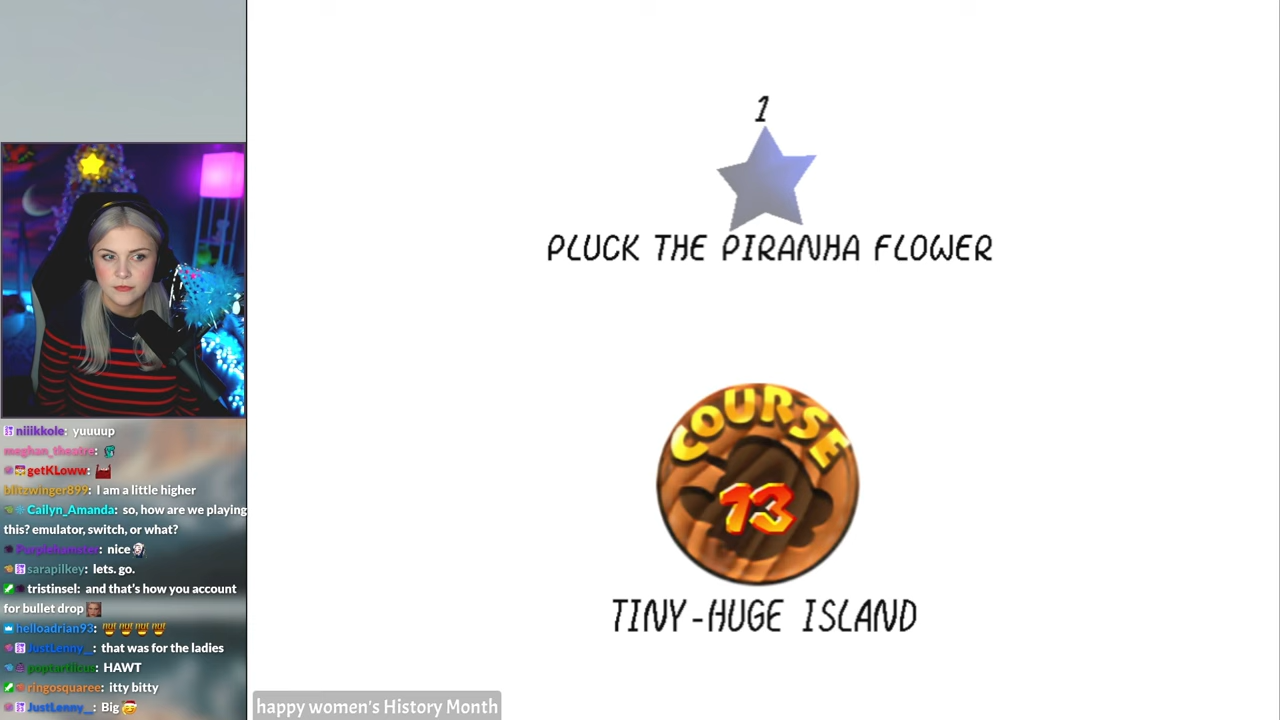 1
PLUCK THE PIRANHA FLOWER
COURSE
13
TINY-HUGE ISLAND
niiikkole: yuuuup
meghan_theatre:
getKLoww:
blitzwinger899: I am a little higher
Cailyn_Amanda: so, how are we playing
this? emulator, switch, or what?
Purplehamster: nice
sarapilkey: lets. go.
tristinsel: and that's how you account
for bullet drop
helloadrian93:
JustLenny_: that was for the ladies
poptartficus: HAWT
ringosquaree: itty bitty
JustLenny_: Big
happy women's History Month